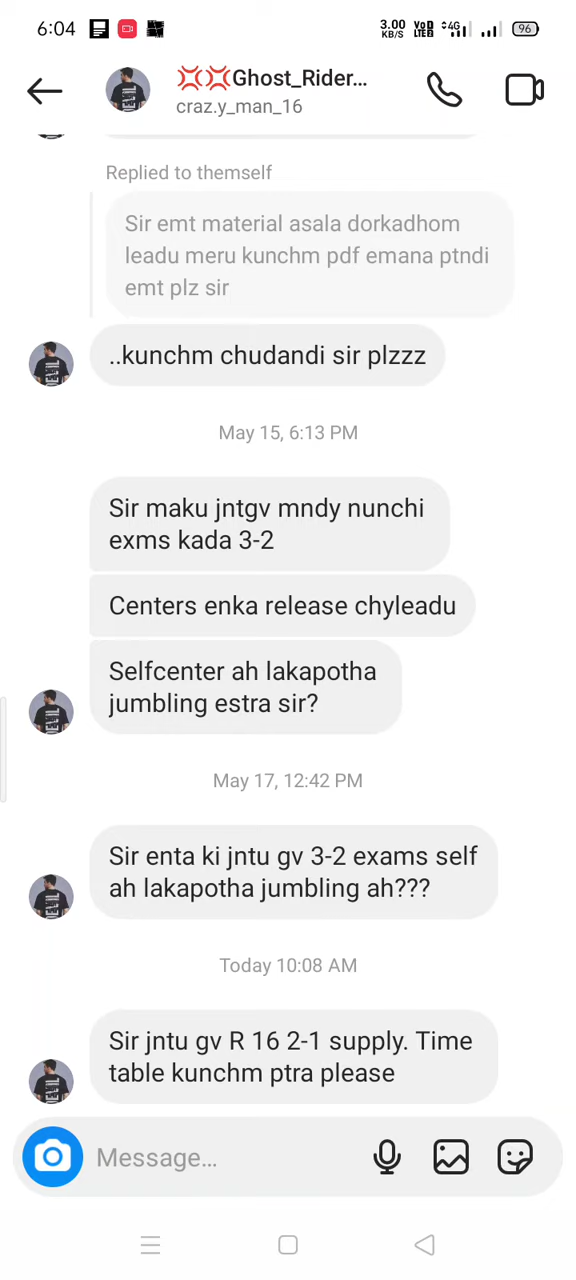 6:04
3.00
KB/S
VoD
LTE2
4G
96
Ghost_Rider...
craz.y_man_16
Replied to themself
Sir emt material asala dorkadhom
leadu meru kunchm pdf emana ptndi
emt plz sir
..kunchm chudandi sir plzzz
May 15, 6:13 PM
Sir maku jntgv mndy nunchi
exms kada 3-2
Centers enka release chyleadu
Selfcenter ah lakapotha
jumbling estra sir?
May 17, 12:42 PM
Sir enta ki jntu gv 3-2 exams self
ah lakapotha jumbling ah???
Today 10:08 AM
Sir jntu gv R 16 2-1 supply. Time
table kunchm ptra please
Message...